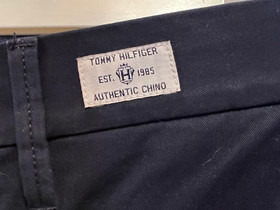 TOMMY HILFIGER
EST. H 1985
AUTHENTIC CHINO